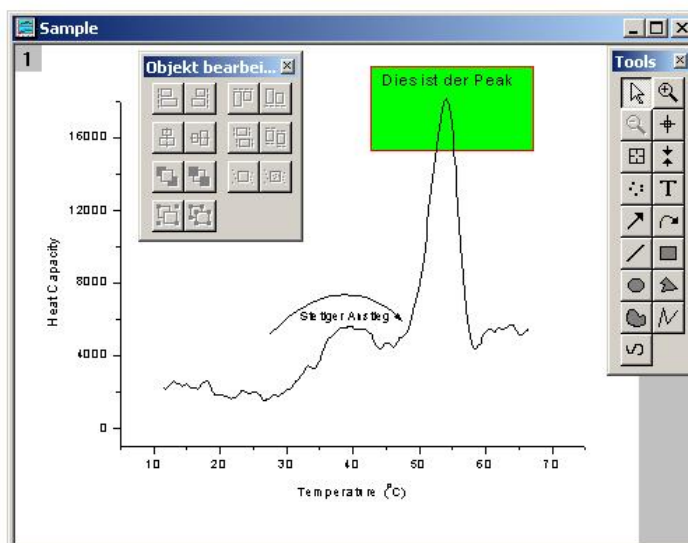 Sample
1
Objekt bearbei...
Tools
Dies ist der Peak
16000
12000
8000
4000
0
Heat Capacity
Stetiger Anstieg
10 20 30 40 50 60 70
Temperature (°C)